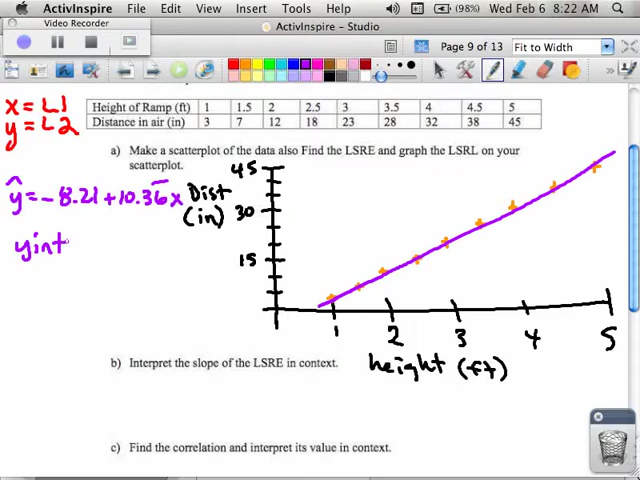 ActivInspire File Edit View Insert Tools Help (98%) Wed Feb 6 8:22 AM
Video Recorder
ActivInspire - Studio
Page 9 of 13 Fit to Width
x = L1
y = L2
Height of Ramp (ft) 1 1.5 2 2.5 3 3.5 4 4.5 5
Distance in air (in) 3 7 12 18 23 28 32 38 45
a) Make a scatterplot of the data also Find the LSRE and graph the LSRL on your
scatterplot.
ŷ = -8.21 + 10.36̅ x
yint
Dist
(in)
45
30
15
1 2 3 4 5
height (ft)
b) Interpret the slope of the LSRE in context.
c) Find the correlation and interpret its value in context.